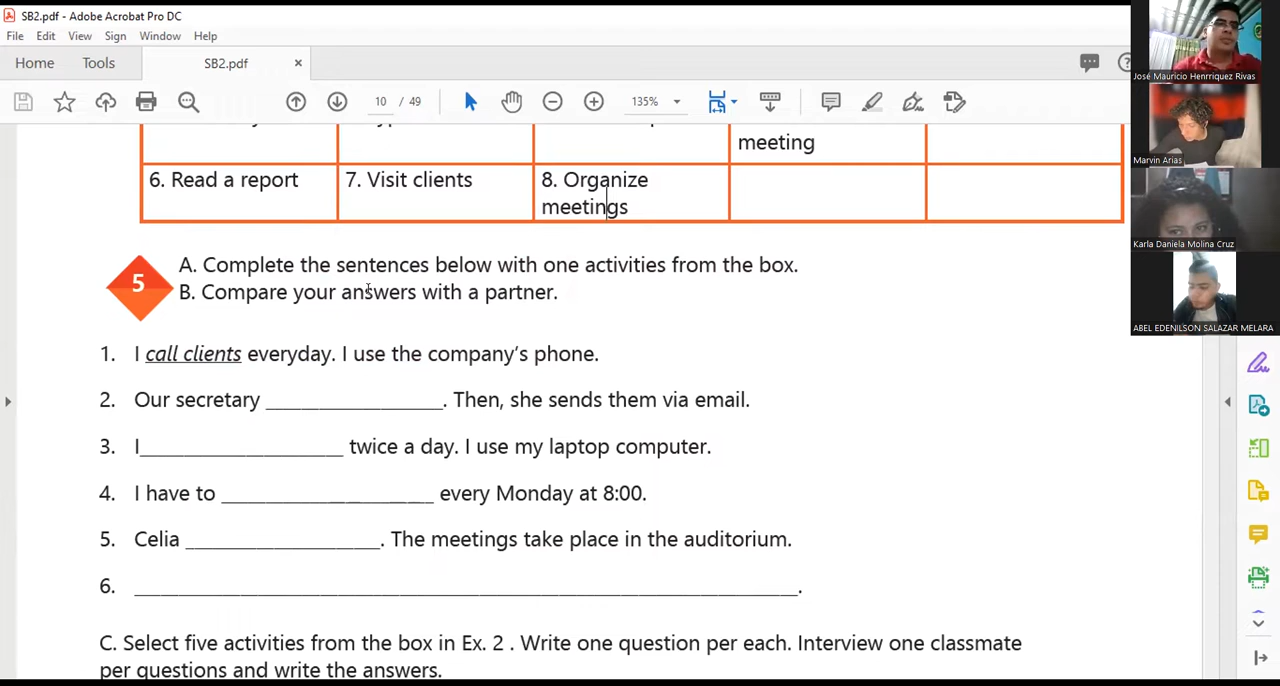 SB2.pdf - Adobe Acrobat Pro DC
File Edit View Sign Window Help
Home Tools SB2.pdf ×
10 / 49 135%
meeting
6. Read a report 7. Visit clients 8. Organize
meetings
5
A. Complete the sentences below with one activities from the box.
B. Compare your answers with a partner.
1. I call clients everyday. I use the company's phone.
2. Our secretary __________________. Then, she sends them via email.
3. I____________________ twice a day. I use my laptop computer.
4. I have to _____________________ every Monday at 8:00.
5. Celia ___________________. The meetings take place in the auditorium.
6. __________________________________________________________________.
C. Select five activities from the box in Ex. 2 . Write one question per each. Interview one classmate
per questions and write the answers.
José Mauricio Henrriquez Rivas
Marvin Arias
Karla Daniela Molina Cruz
ABEL EDENILSON SALAZAR MELARA